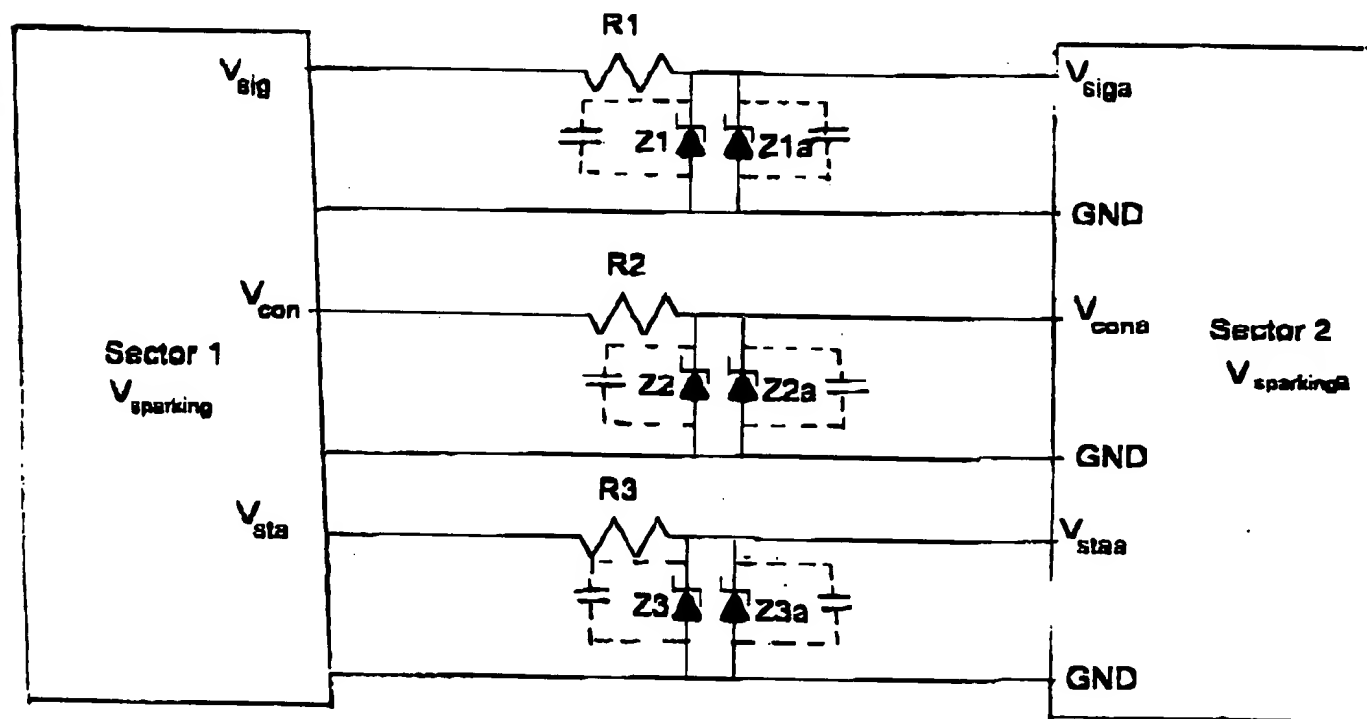 R1
Vsig
Vsiga
Z1
Z1a
GND
R2
Vcon
Vcona
Sector 1
Vsparking
Z2
Z2a
Sector 2
Vsparkinga
GND
R3
Vsta
Vstaa
Z3
Z3a
GND